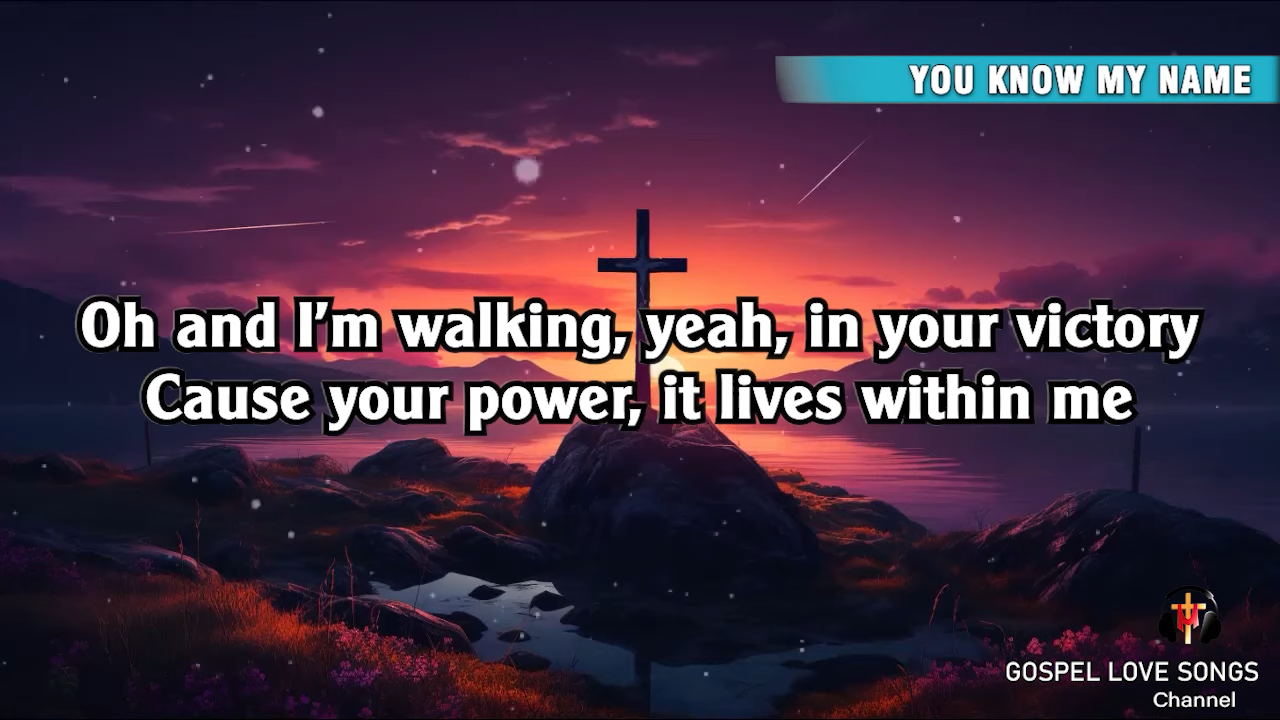 YOU KNOW MY NAME
Oh and I'm walking, yeah, in your victory
Cause your power, it lives within me
GOSPEL LOVE SONGS
Channel